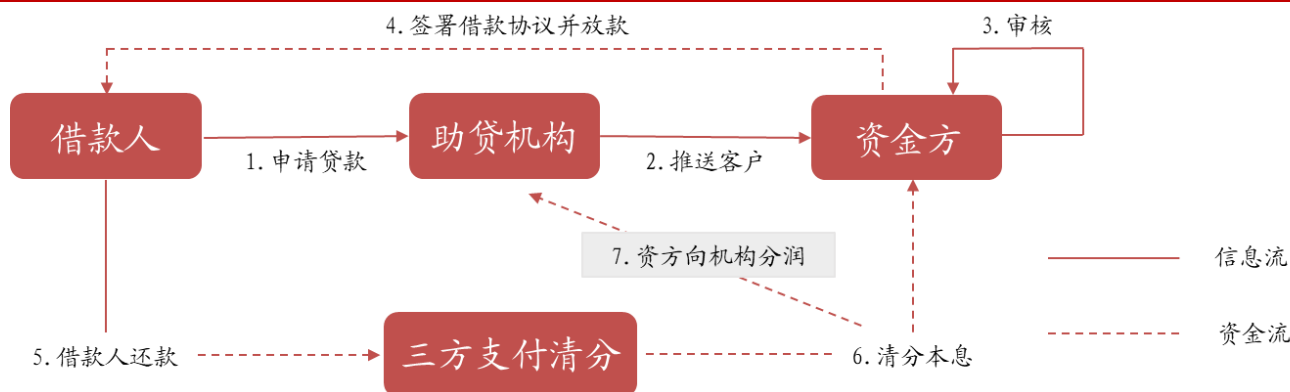 4.签署借款协议并放款
3.审核
借款人
助贷机构
资金方
1.申请贷款
2.推送客户
7.资方向机构分润
信息流
资金流
5.借款人还款
三方支付清分
6.清分本息